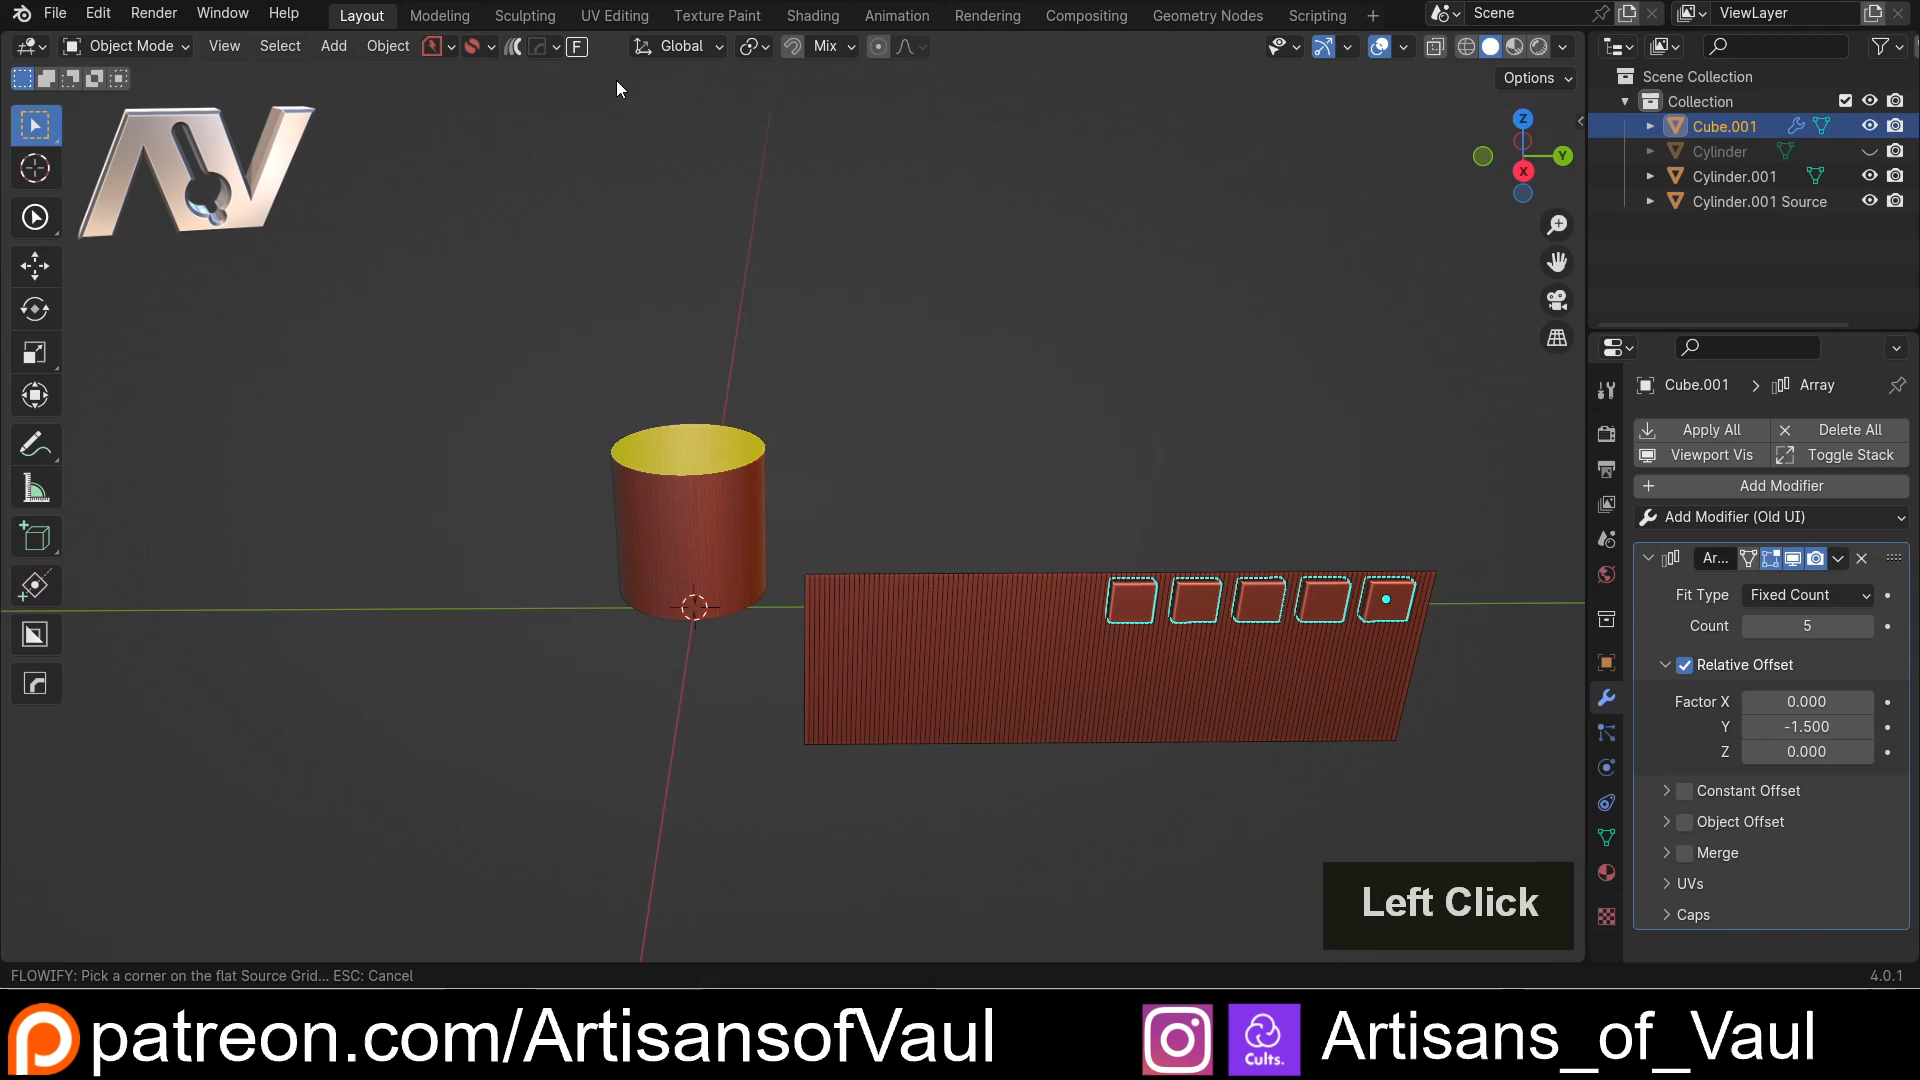 File Edit Render Window Help Layout Modeling Sculpting UV Editing Texture Paint Shading Animation Rendering Compositing Geometry Nodes Scripting + Scene ViewLayer
Object Mode View Select Add Object F Global Mix
Options
Scene Collection
Collection
Cube.001
Cylinder
Cylinder.001
Cylinder.001 Source
Z
Y
X
Cube.001 > Array
Apply All Delete All
Viewport Vis Toggle Stack
Add Modifier
Add Modifier (Old UI)
Ar...
Fit Type Fixed Count
Count 5
Relative Offset
Factor X 0.000
Y -1.500
Z 0.000
Constant Offset
Object Offset
Merge
UVs
Caps
AV
Left Click
FLOWIFY: Pick a corner on the flat Source Grid... ESC: Cancel
4.0.1
patreon.com/ArtisansofVaul
Cults.
Artisans_of_Vaul